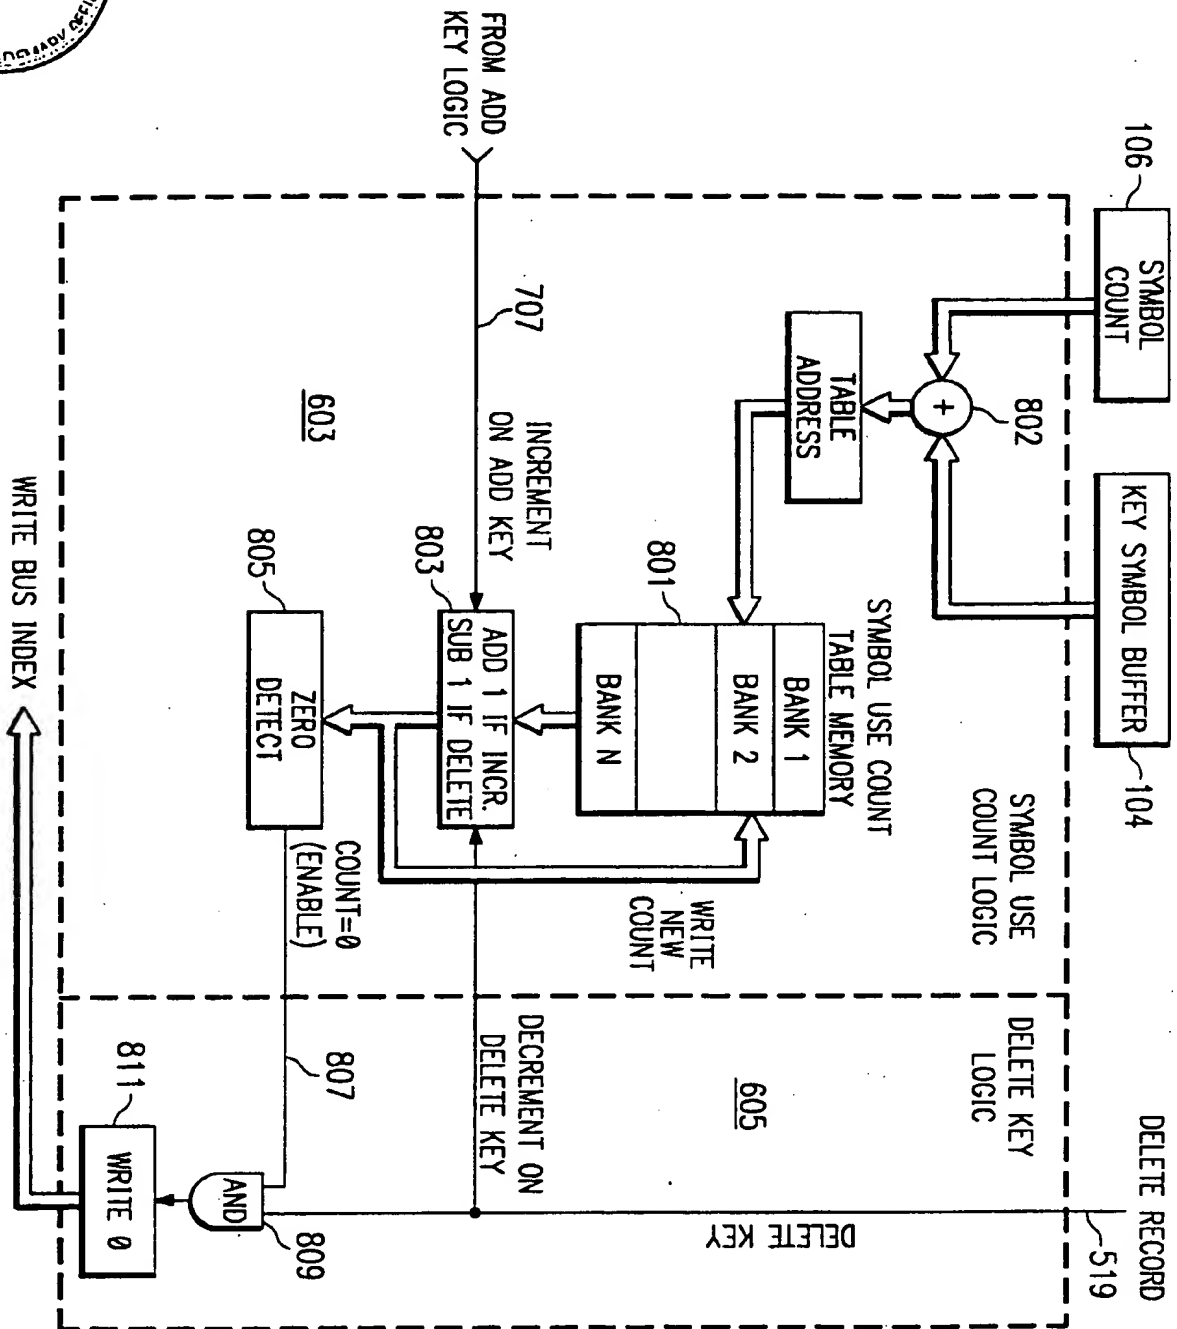 106
SYMBOL
COUNT
KEY SYMBOL BUFFER
104
DELETE RECORD
519
FROM ADD
KEY LOGIC
707
INCREMENT
ON ADD KEY
603
802
+
TABLE
ADDRESS
SYMBOL USE
COUNT LOGIC
SYMBOL USE COUNT
TABLE MEMORY
801
BANK 1
BANK 2
BANK N
803
ADD 1 IF INCR.
SUB 1 IF DELETE
805
ZERO
DETECT
WRITE
NEW
COUNT
COUNT=0
(ENABLE)
DELETE KEY
LOGIC
605
DELETE KEY
DECREMENT ON
DELETE KEY
807
AND
809
811
WRITE 0
WRITE BUS INDEX